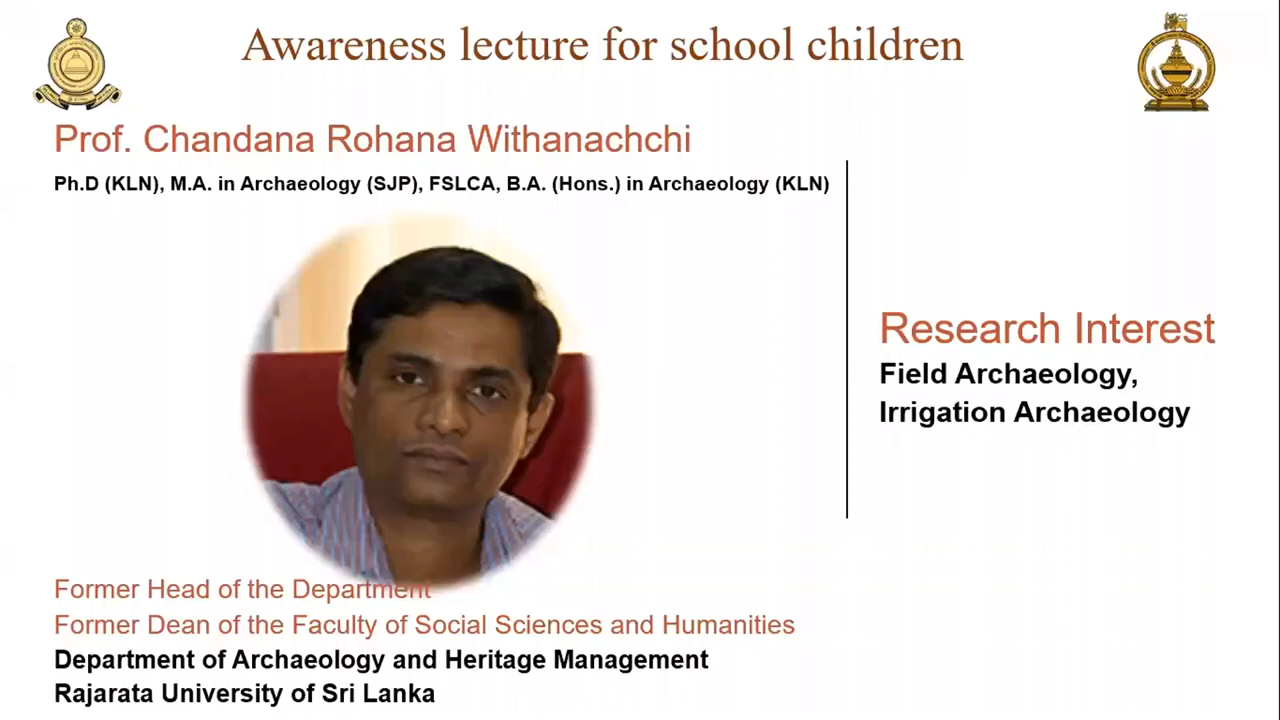 Awareness lecture for school children
Prof. Chandana Rohana Withanachchi
Ph.D (KLN), M.A. in Archaeology (SJP), FSLCA, B.A. (Hons.) in Archaeology (KLN)
Research Interest
Field Archaeology,
Irrigation Archaeology
Former Head of the Department
Former Dean of the Faculty of Social Sciences and Humanities
Department of Archaeology and Heritage Management
Rajarata University of Sri Lanka